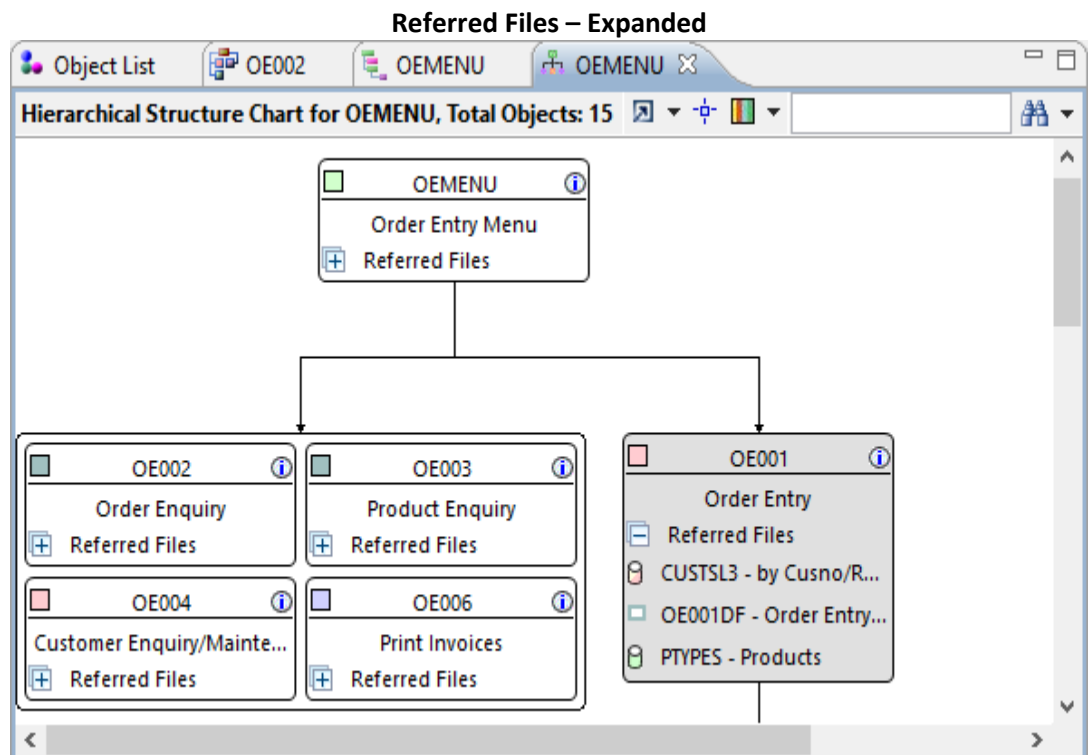 Referred Files – Expanded
Object List OE002 OEMENU OEMENU
Hierarchical Structure Chart for OEMENU, Total Objects: 15
OEMENU
Order Entry Menu
Referred Files
OE002
Order Enquiry
Referred Files
OE003
Product Enquiry
Referred Files
OE004
Customer Enquiry/Mainte...
Referred Files
OE006
Print Invoices
Referred Files
OE001
Order Entry
Referred Files
CUSTSL3 - by Cusno/R...
OE001DF - Order Entry...
PTYPES - Products